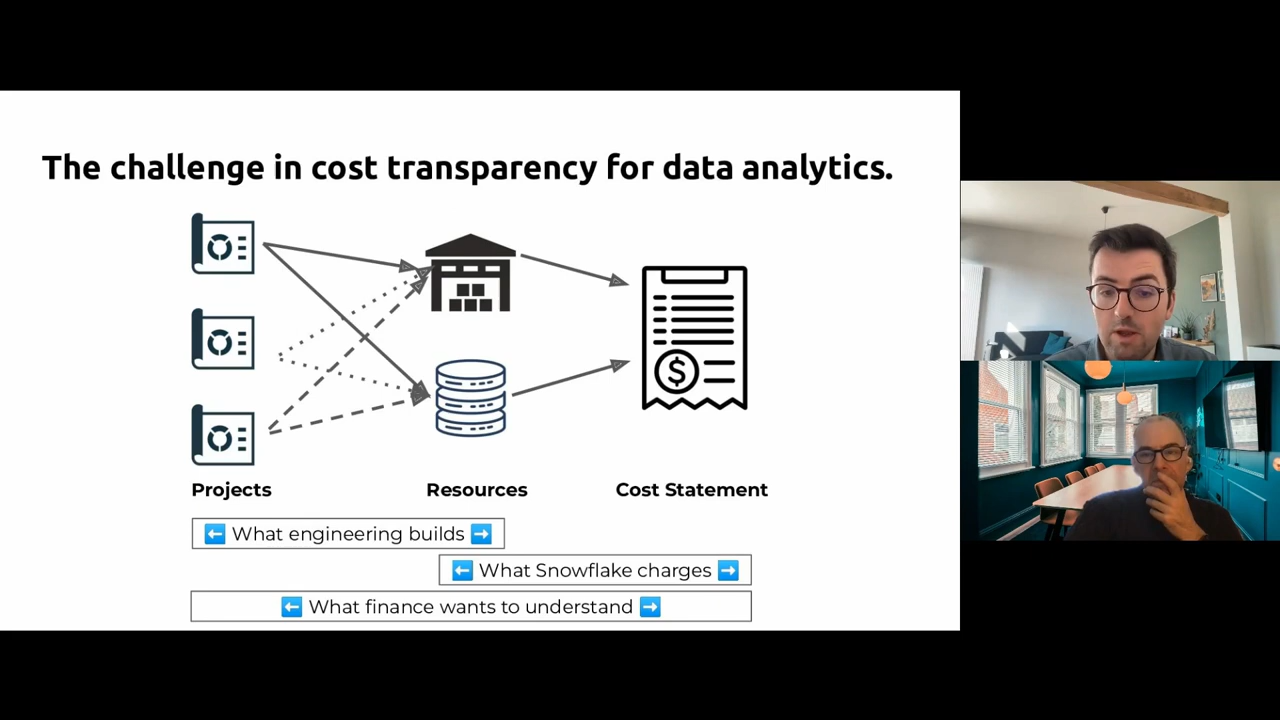 The challenge in cost transparency for data analytics.
Projects
Resources
Cost Statement
⬅️ What engineering builds ➡️
⬅️ What Snowflake charges ➡️
⬅️ What finance wants to understand ➡️